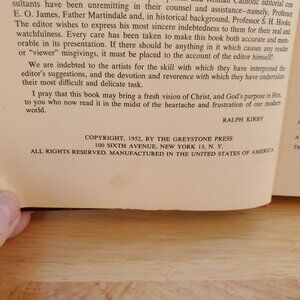 and Roman Catholic editorial con-
sultants have been unremitting in their counsel and assistance—namely, Professor
E. O. James, Father Martindale and, in historical background, Professor S. H. Hooke.
The editor wishes to express his most sincere indebtedness to them for their zeal and
watchfulness. Every care has been taken to make this book both accurate and mem-
orable in its presentation. If there should be anything in it which causes any reader
or "viewer" misgivings, it must be placed to the account of the editor himself!
We are indebted to the artists for the skill with which they have interpreted the
editor's suggestions, and the devotion and reverence with which they have undertaken
their most difficult and delicate task.
I pray that this book may bring a fresh vision of Christ, and God's purpose in Him,
to you who now read it in the midst of the heartache and frustration of our modern
world.
RALPH KIRBY
COPYRIGHT, 1952, BY THE GREYSTONE PRESS
100 SIXTH AVENUE, NEW YORK 13, N. Y.
ALL RIGHTS RESERVED. MANUFACTURED IN THE UNITED STATES OF AMERICA.